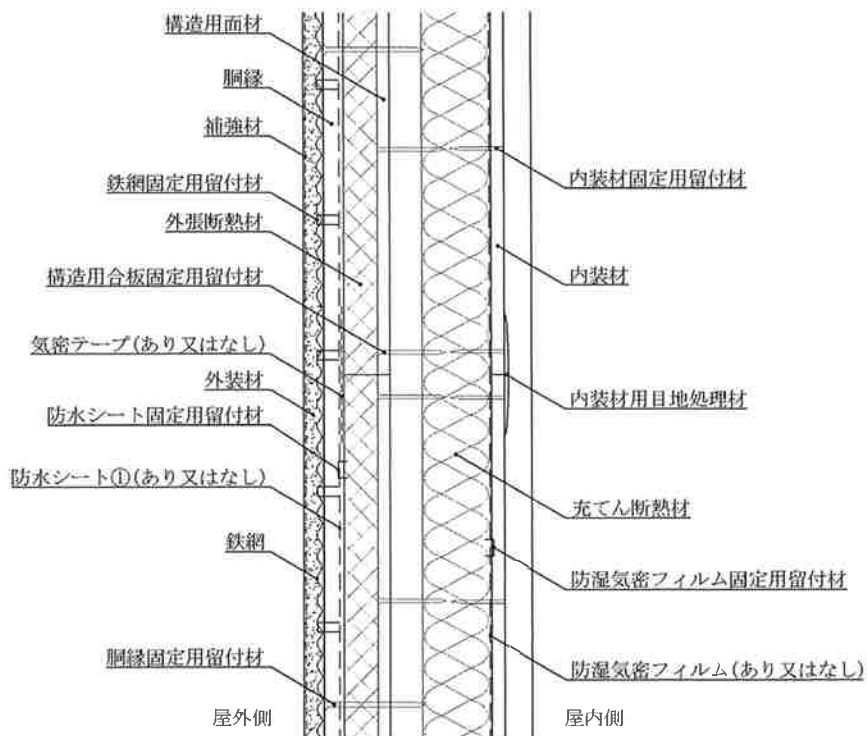 構造用面材
胴縁
補強材
鉄網固定用留付材
外張断熱材
構造用合板固定用留付材
気密テープ(あり又はなし)
外装材
防水シート固定用留付材
防水シート①(あり又はなし)
鉄網
胴縁固定用留付材
屋外側
内装材固定用留付材
内装材
内装材用目地処理材
充てん断熱材
防湿気密フィルム固定用留付材
防湿気密フィルム(あり又はなし)
屋内側